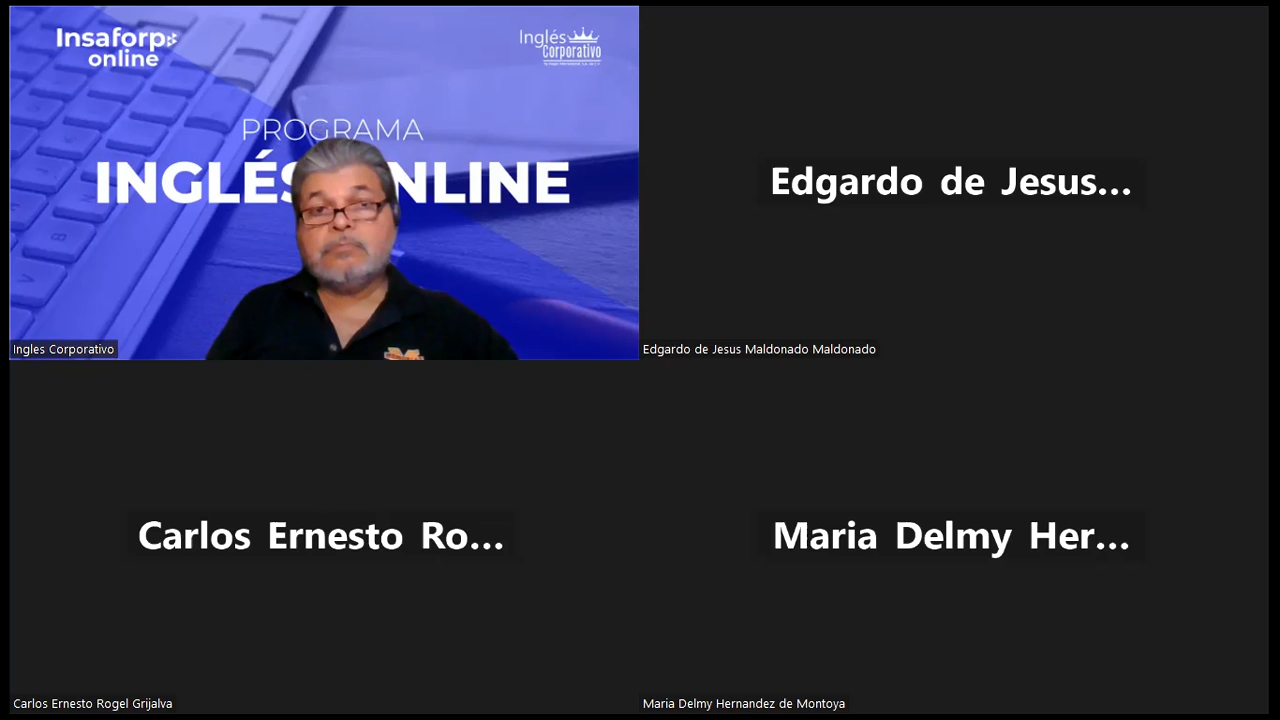 Insaforp
online
Inglés
Corporativo
PROGRAMA
INGLÉS NLINE
Ingles Corporativo
Edgardo de Jesus...
Edgardo de Jesus Maldonado Maldonado
Carlos Ernesto Ro...
Carlos Ernesto Rogel Grijalva
Maria Delmy Her...
Maria Delmy Hernandez de Montoya